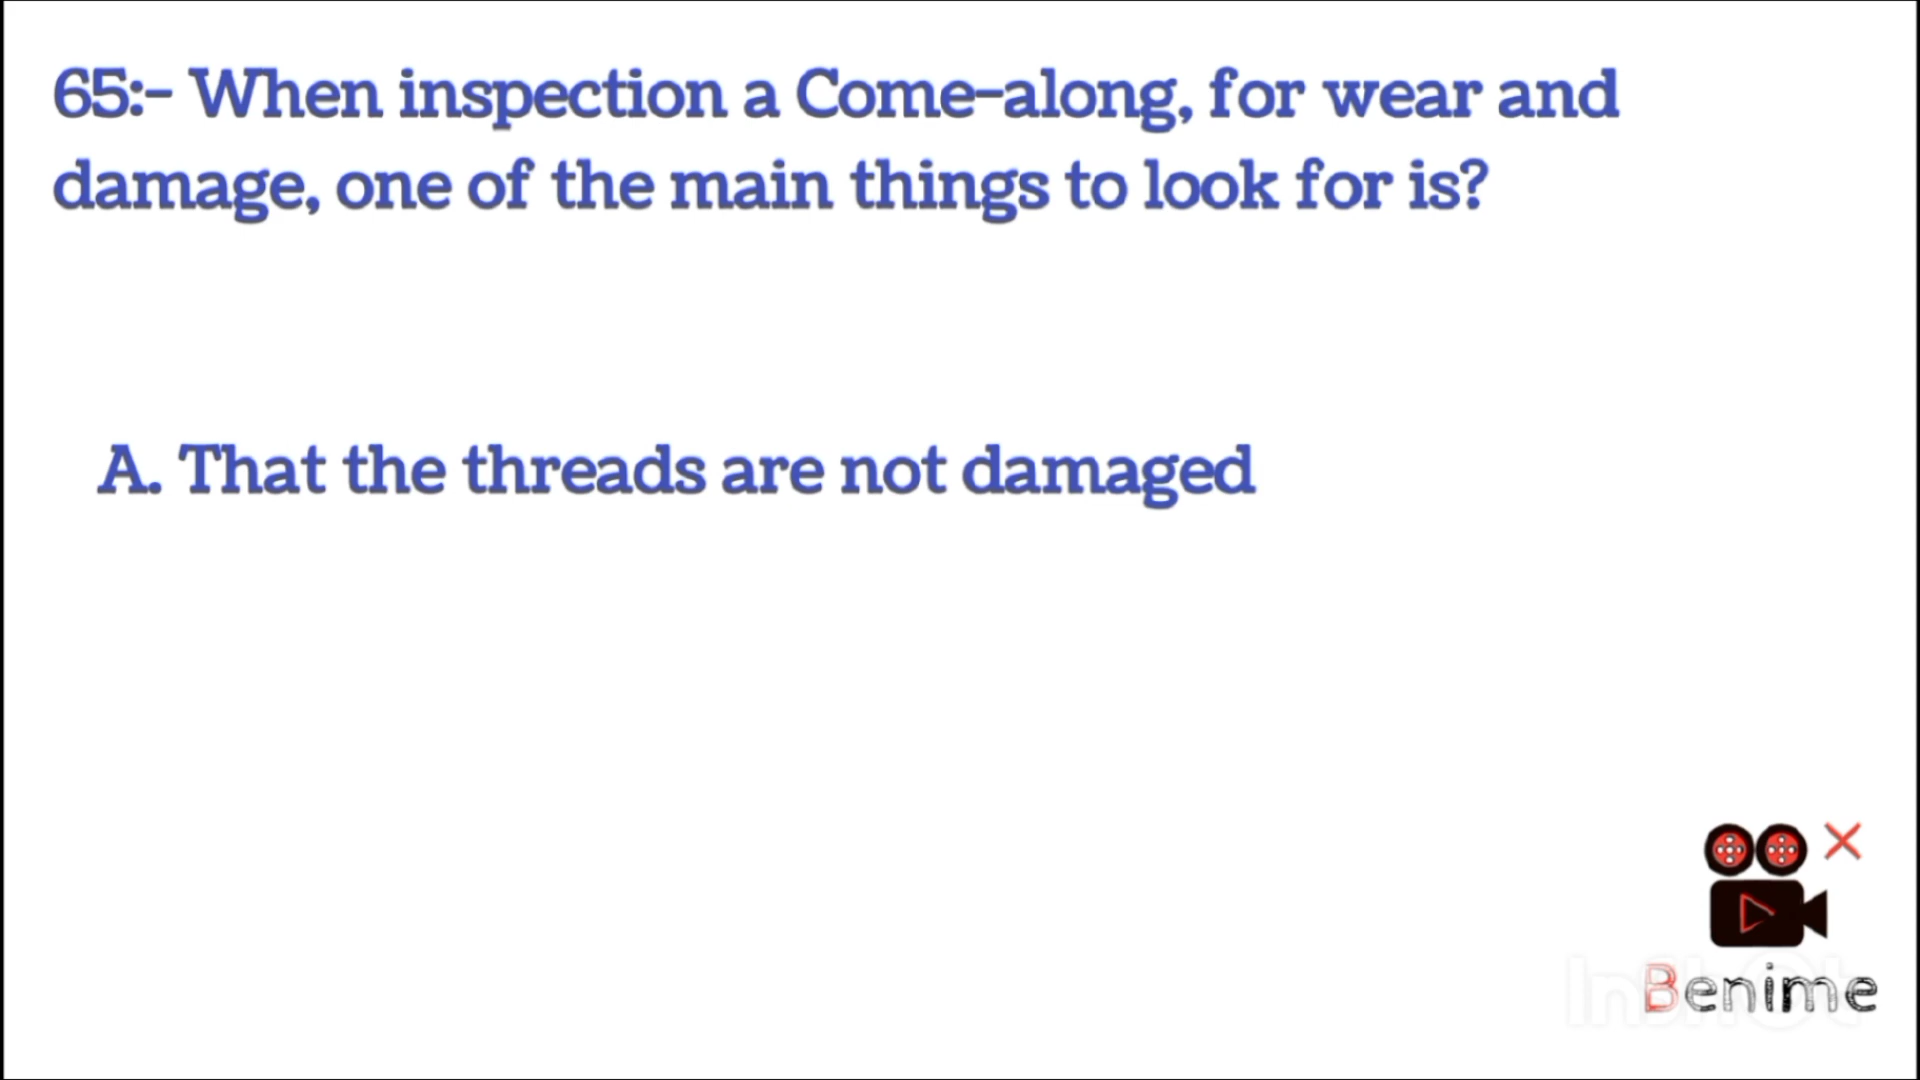 65:- When inspection a Come-along, for wear and
damage, one of the main things to look for is?
A. That the threads are not damaged
InShot
Benime